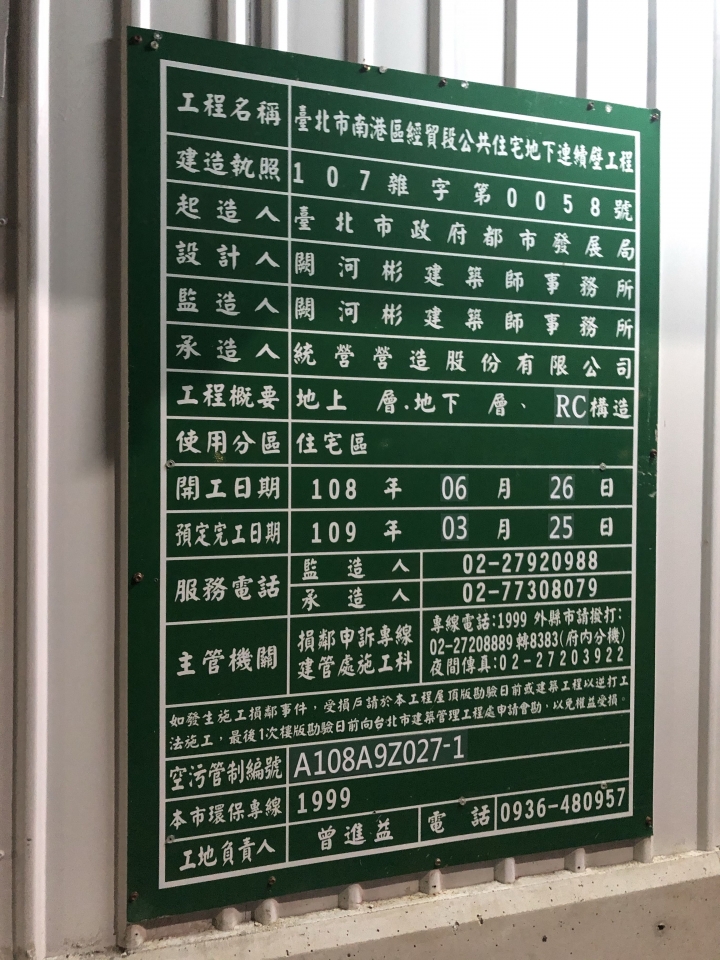 工程名稱 臺北市南港區經貿段公共住宅地下連續壁工程
建造執照 107雜字第0058號
起造人 臺北市政府都市發展局
設計人 闕河彬建築師事務所
監造人 闕河彬建築師事務所
承造人 統營營造股份有限公司
工程概要 地上 層.地下 層、 RC構造
使用分區 住宅區
開工日期 108 年 06 月 26 日
預定完工日期 109 年 03 月 25 日
服務電話 監造人 02-27920988
承造人 02-77308079
主管機關 損鄰申訴專線 建管處施工科
專線電話:1999 外縣市請撥打:
02-27208889轉8383(府內分機)
夜間傳真:02-27203922
如發生施工損鄰事件，受損戶請於本工程屋頂版勘驗日前或建築工程以逆打工
法施工，最後1次樓版勘驗日前向台北市建築管理工程處申請會勘，以免權益受損。
空污管制編號 A108A9Z027-1
本市環保專線 1999
工地負責人 曾進益 電話 0936-480957